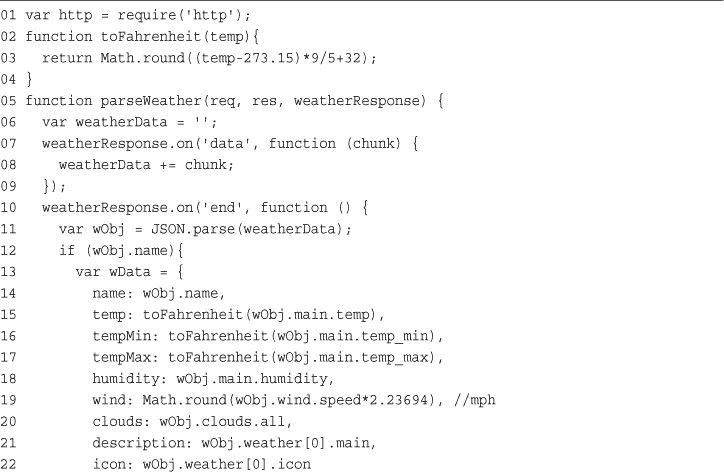 01 var http = require('http');
02 function toFahrenheit(temp){
03   return Math.round((temp-273.15)*9/5+32);
04 }
05 function parseWeather(req, res, weatherResponse) {
06   var weatherData = '';
07   weatherResponse.on('data', function (chunk) {
08     weatherData += chunk;
09   });
10   weatherResponse.on('end', function () {
11     var wObj = JSON.parse(weatherData);
12     if (wObj.name){
13       var wData = {
14         name: wObj.name,
15         temp: toFahrenheit(wObj.main.temp),
16         tempMin: toFahrenheit(wObj.main.temp_min),
17         tempMax: toFahrenheit(wObj.main.temp_max),
18         humidity: wObj.main.humidity,
19         wind: Math.round(wObj.wind.speed*2.23694), //mph
20         clouds: wObj.clouds.all,
21         description: wObj.weather[0].main,
22         icon: wObj.weather[0].icon